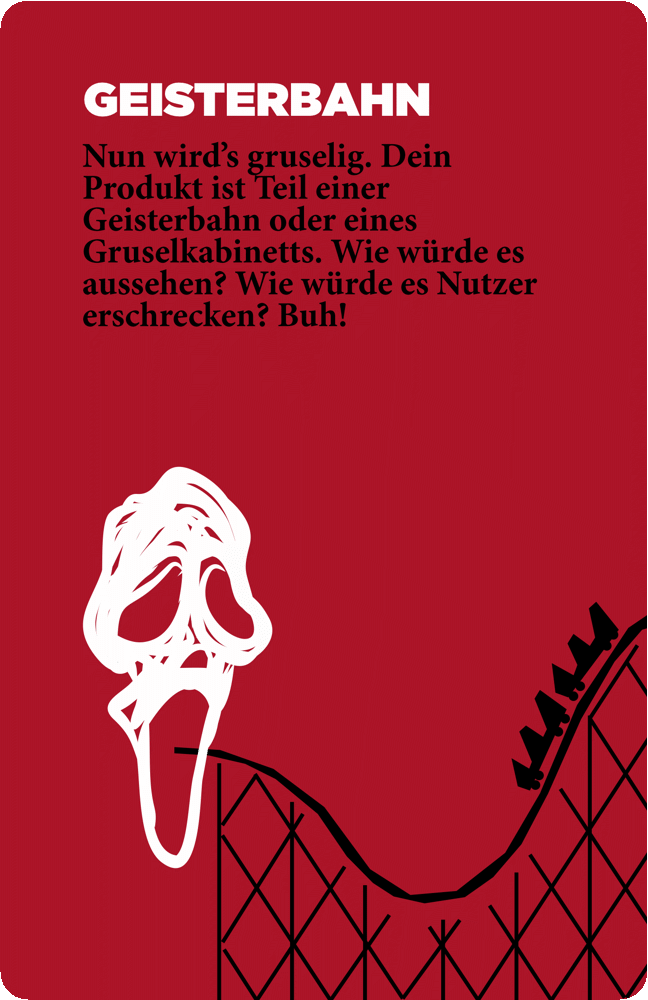 GEISTERBAHN
Nun wird’s gruselig. Dein
Produkt ist Teil einer
Geisterbahn oder eines
Gruselkabinetts. Wie würde es
aussehen? Wie würde es Nutzer
erschrecken? Buh!